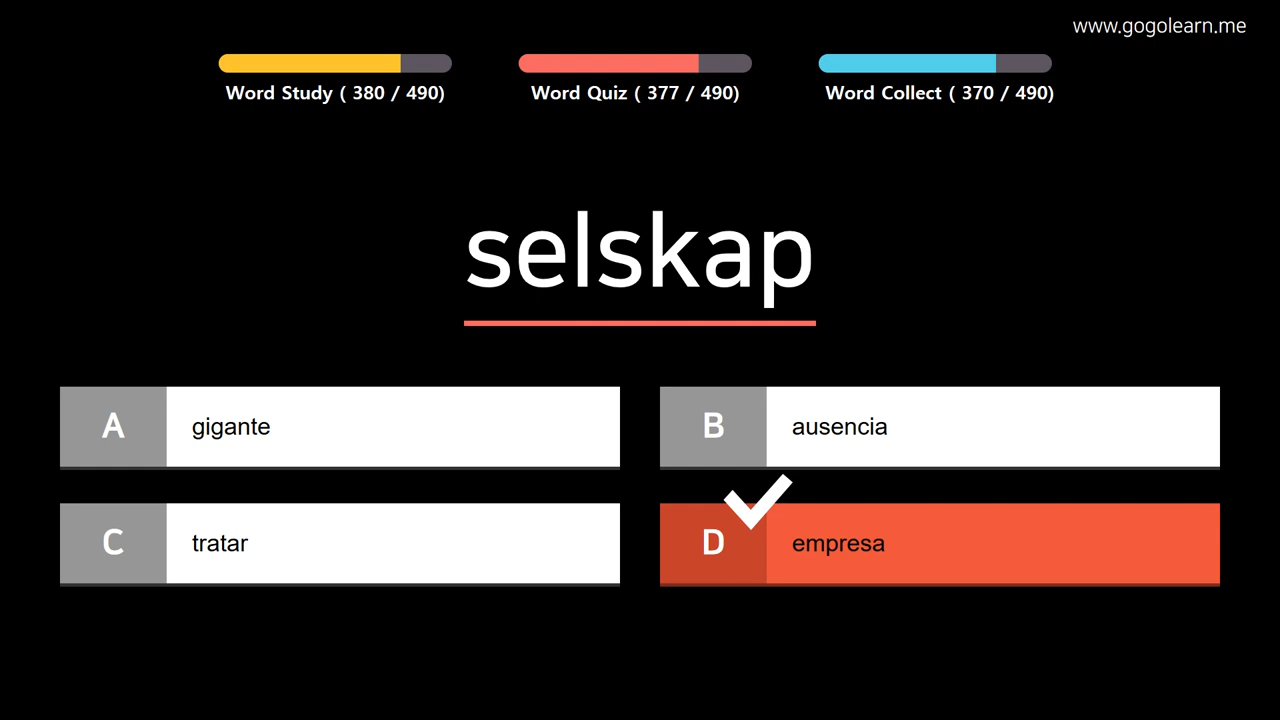 www.gogolearn.me
Word Study ( 380 / 490)
Word Quiz ( 377 / 490)
Word Collect ( 370 / 490)
selskap
A gigante
B ausencia
C tratar
D empresa